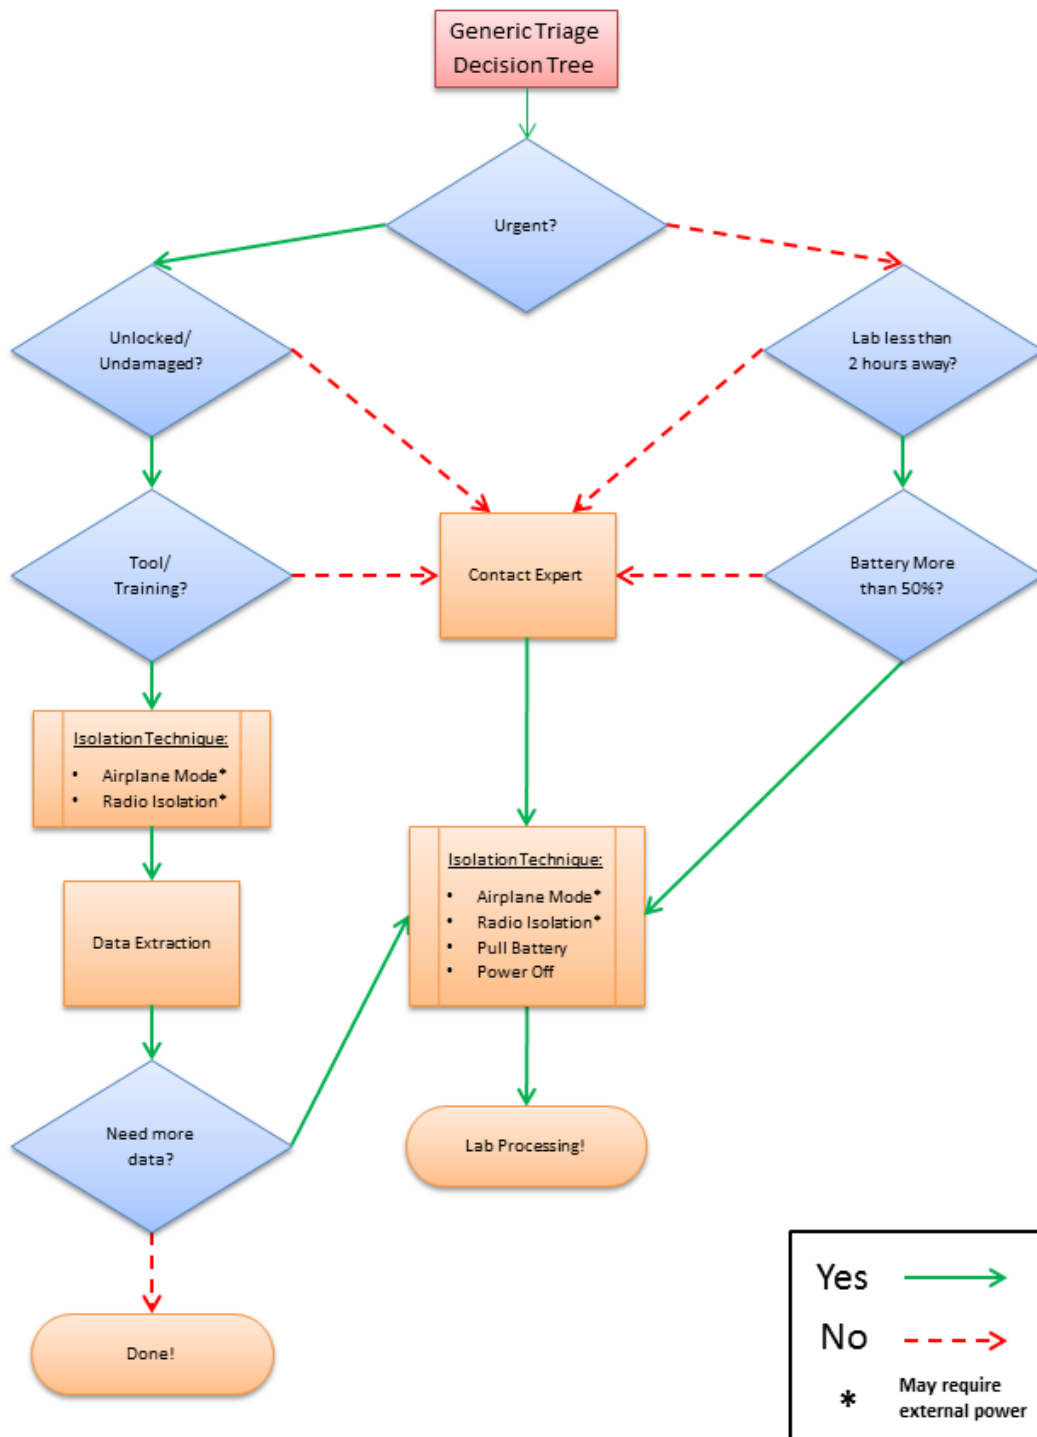 Generic Triage
Decision Tree
Urgent?
Unlocked/
Undamaged?
Lab less than
2 hours away?
Tool/
Training?
Contact Expert
Battery More
than 50%?
Isolation Technique:
• Airplane Mode*
• Radio Isolation*
Isolation Technique:
• Airplane Mode*
• Radio Isolation*
• Pull Battery
• Power Off
Data Extraction
Need more
data?
Lab Processing!
Done!
Yes
No
* May require
external power